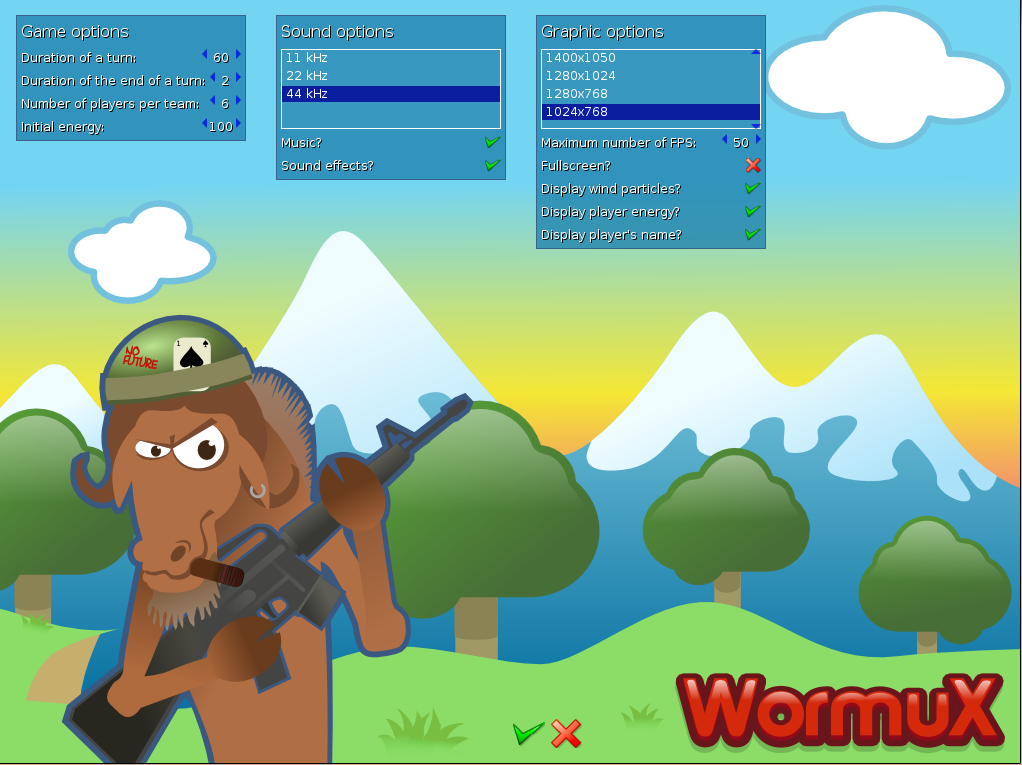 Game options
Duration of a turn: 60
Duration of the end of a turn: 2
Number of players per team: 6
Initial energy: 100
Sound options
11 kHz
22 kHz
44 kHz
Music?
Sound effects?
Graphic options
1400x1050
1280x1024
1280x768
1024x768
Maximum number of FPS: 50
Fullscreen?
Display wind particles?
Display player energy?
Display player's name?
NO
FUTURE
1
WormuX